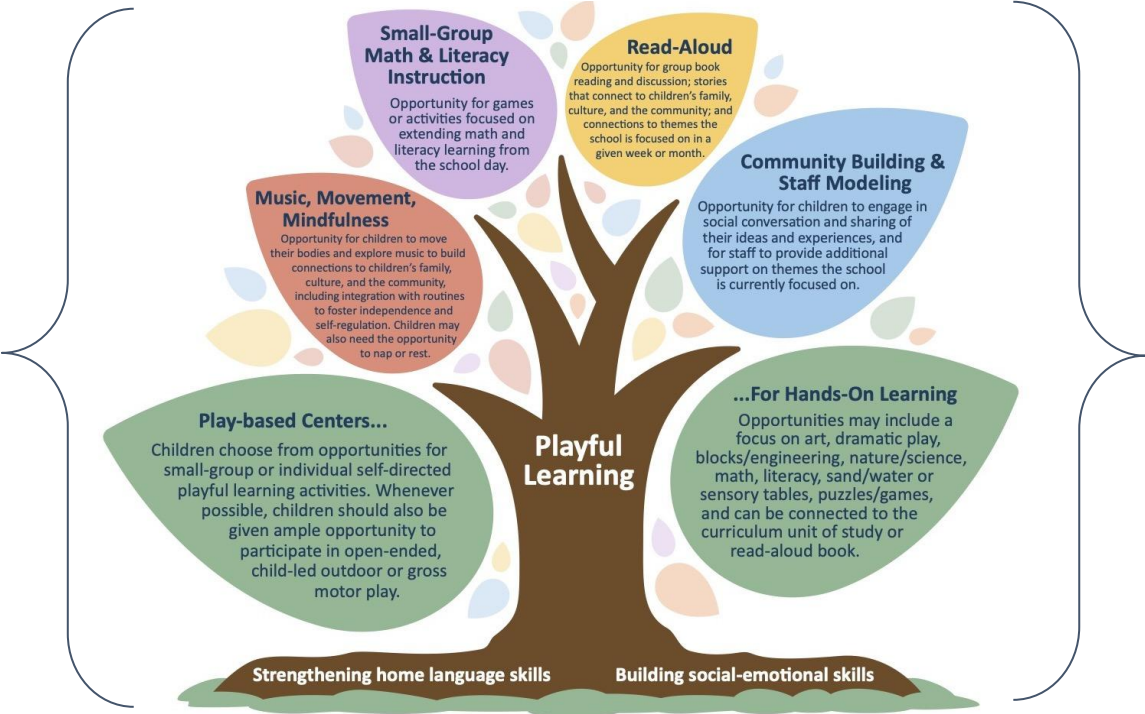 Small-Group
Math & Literacy
Instruction
Opportunity for games
or activities focused on
extending math and
literacy learning from
the school day.
Read-Aloud
Opportunity for group book
reading and discussion; stories
that connect to children's family,
culture, and the community; and
connections to themes the
school is focused on in a
given week or month.
Music, Movement,
Mindfulness
Opportunity for children to move
their bodies and explore music to build
connections to children's family,
culture, and the community,
including integration with routines
to foster independence and
self-regulation. Children may
also need the opportunity
to nap or rest.
Community Building &
Staff Modeling
Opportunity for children to engage in
social conversation and sharing of
their ideas and experiences, and
for staff to provide additional
support on themes the school
is currently focused on.
Play-based Centers...
Children choose from opportunities for
small-group or individual self-directed
playful learning activities. Whenever
possible, children should also be
given ample opportunity to
participate in open-ended,
child-led outdoor or gross
motor play.
...For Hands-On Learning
Opportunities may include a
focus on art, dramatic play,
blocks/engineering, nature/science,
math, literacy, sand/water or
sensory tables, puzzles/games,
and can be connected to the
curriculum unit of study or
read-aloud book.
Playful
Learning
Strengthening home language skills
Building social-emotional skills